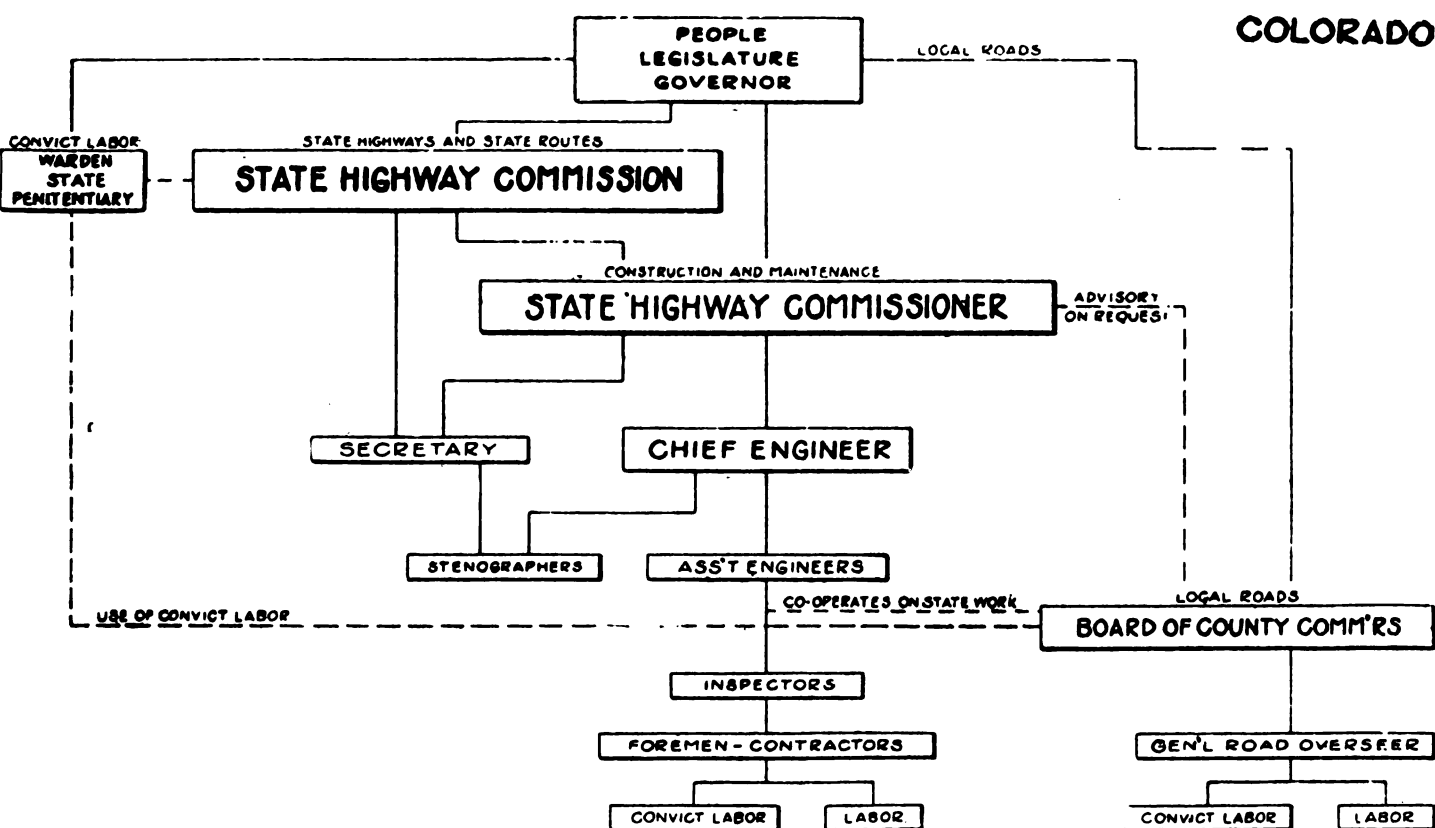 COLORADO
PEOPLE
LEGISLATURE
GOVERNOR
LOCAL ROADS
CONVICT LABOR
WARDEN
STATE
PENITENTIARY
STATE HIGHWAYS AND STATE ROUTES
STATE HIGHWAY COMMISSION
CONSTRUCTION AND MAINTENANCE
STATE HIGHWAY COMMISSIONER
ADVISORY
ON REQUEST
SECRETARY
CHIEF ENGINEER
STENOGRAPHERS
ASS'T ENGINEERS
CO-OPERATES ON STATE WORK
USE OF CONVICT LABOR
LOCAL ROADS
BOARD OF COUNTY COMM'RS
INSPECTORS
FOREMEN - CONTRACTORS
GEN'L ROAD OVERSEER
CONVICT LABOR
LABOR
CONVICT LABOR
LABOR